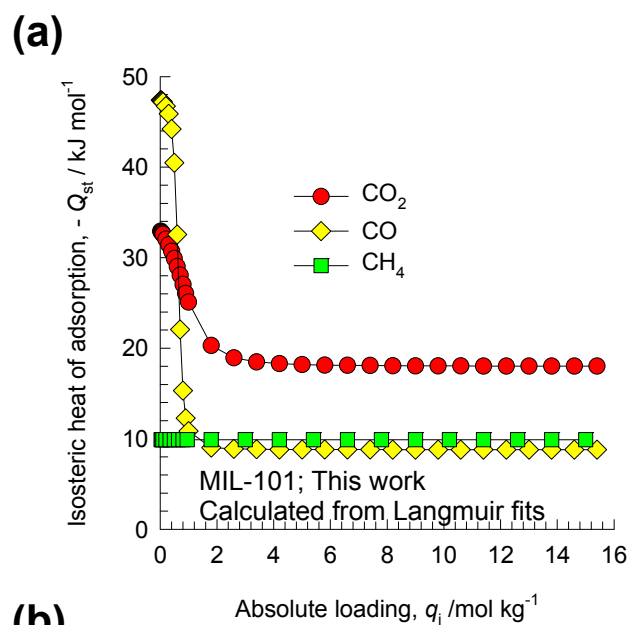 (a)
50
40
30
20
10
0
Isosteric heat of adsorption, - Qst / kJ mol⁻¹
CO₂
CO
CH₄
MIL-101; This work
Calculated from Langmuir fits
0 2 4 6 8 10 12 14 16
Absolute loading, qᵢ /mol kg⁻¹
(b)